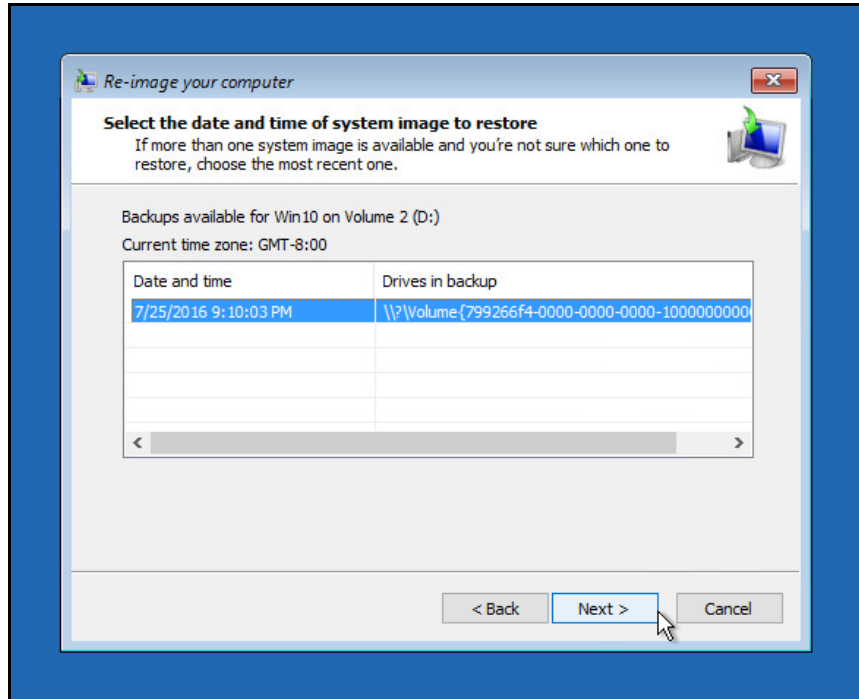 Re-image your computer
Select the date and time of system image to restore
If more than one system image is available and you're not sure which one to
restore, choose the most recent one.
Backups available for Win10 on Volume 2 (D:)
Current time zone: GMT-8:00
Date and time Drives in backup
7/25/2016 9:10:03 PM \\?\Volume{799266f4-0000-0000-0000-1000000000
< Back Next > Cancel